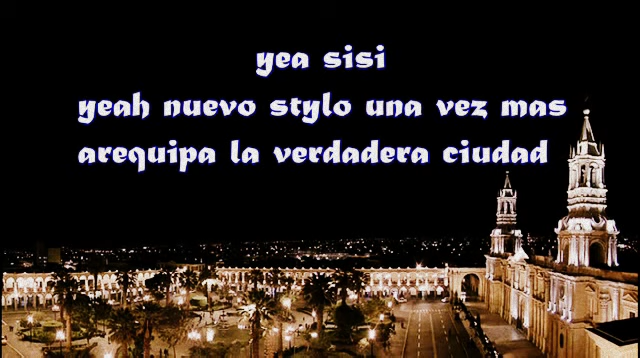 yea sisi
yeah nuevo stylo una vez mas
arequipa la verdadera ciudad